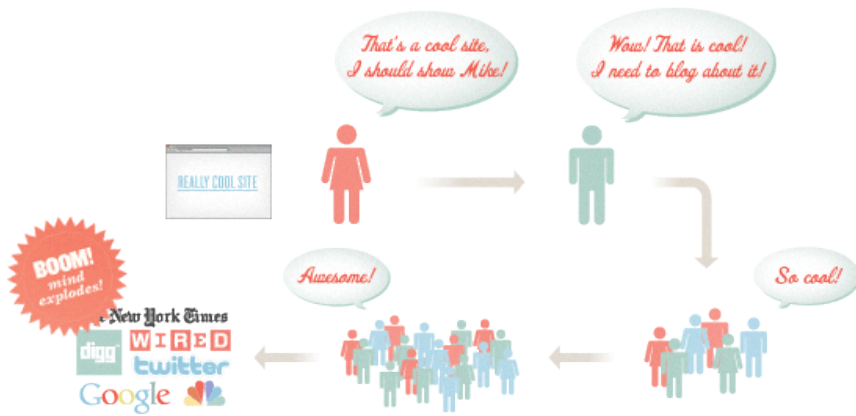 That's a cool site,
I should show Mike!
Wow! That is cool!
I need to blog about it!
REALLY COOL SITE
So cool!
Awesome!
BOOM!
mind
explodes!
New York Times
digg
WIRED
twitter
Google